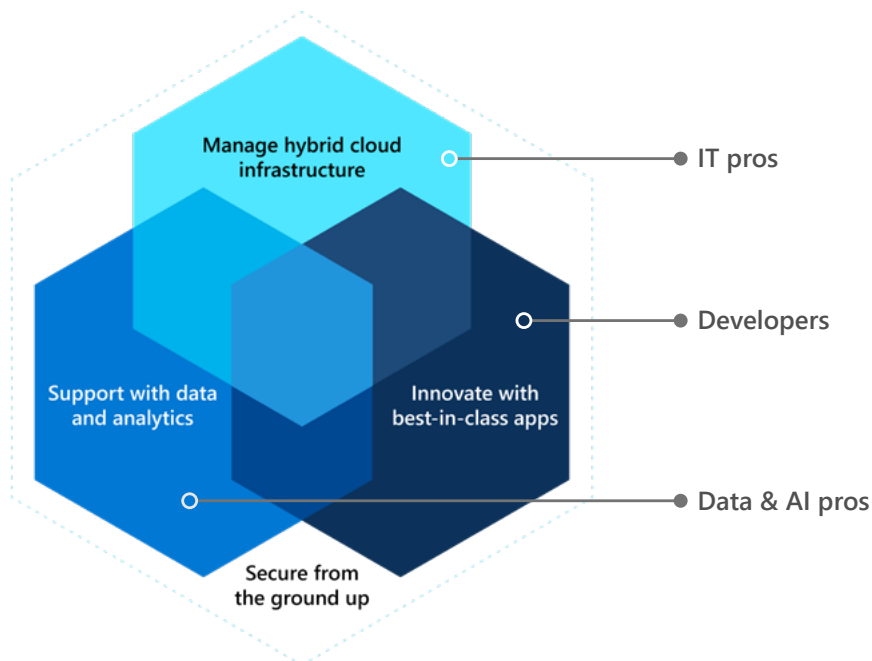 Manage hybrid cloud
infrastructure
IT pros
Developers
Support with data
and analytics
Innovate with
best-in-class apps
Data & AI pros
Secure from
the ground up